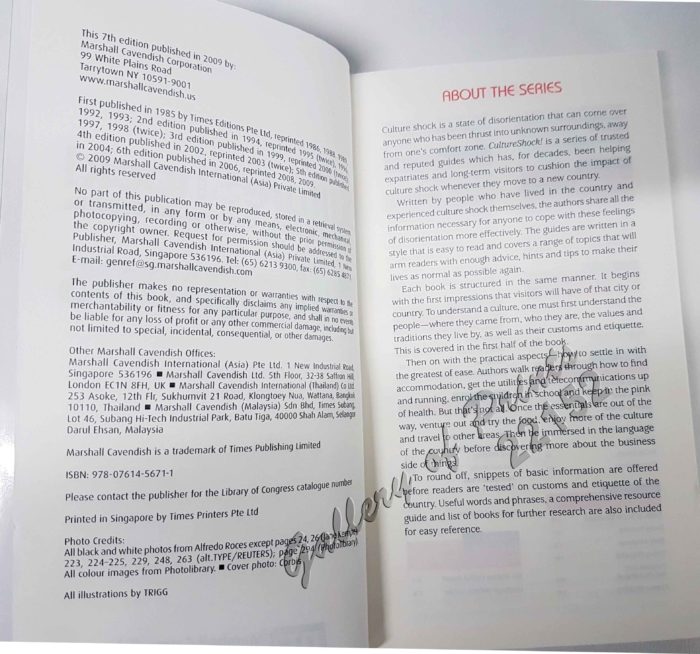 This 7th edition published in 2009 by:
Marshall Cavendish Corporation
99 White Plains Road
Tarrytown NY 10591-9001
www.marshallcavendish.us
First published in 1985 by Times Editions Pte Ltd, reprinted 1986, 1988,
1992, 1993; 2nd edition published in 1994, reprinted 1995 (twice),
1997, 1998 (twice); 3rd edition published in 1999, reprinted 2000 (twice);
4th edition published in 2002, reprinted 2003 (twice); 5th edition published
in 2004; 6th edition published in 2006, reprinted 2008, 2009.
© 2009 Marshall Cavendish International (Asia) Private Limited
All rights reserved
No part of this publication may be reproduced, stored in a retrieval system
or transmitted, in any form or by any means, electronic, mechanical,
photocopying, recording or otherwise, without the prior permission of
the copyright owner. Request for permission should be addressed to the
Publisher, Marshall Cavendish International (Asia) Private Limited, 1 New
Industrial Road, Singapore 536196. Tel: (65) 6213 9300, fax: (65) 6285 4871.
E-mail: genref@sg.marshallcavendish.com
The publisher makes no representation or warranties with respect to the
contents of this book, and specifically disclaims any implied warranties or
merchantability or fitness for any particular purpose, and shall in no events
be liable for any loss of profit or any other commercial damage, including but
not limited to special, incidental, consequential, or other damages.
Other Marshall Cavendish Offices:
Marshall Cavendish International (Asia) Pte Ltd. 1 New Industrial Road,
Singapore 536196 ■ Marshall Cavendish Ltd. 5th Floor, 32-38 Saffron Hill,
London EC1N 8FH, UK ■ Marshall Cavendish International (Thailand) Co Ltd.
253 Asoke, 12th Flr, Sukhumvit 21 Road, Klongtoey Nua, Wattana, Bangkok
10110, Thailand ■ Marshall Cavendish (Malaysia) Sdn Bhd, Times Subang,
Lot 46, Subang Hi-Tech Industrial Park, Batu Tiga, 40000 Shah Alam, Selangor
Darul Ehsan, Malaysia
Marshall Cavendish is a trademark of Times Publishing Limited
ISBN: 978-07614-5671-1
Please contact the publisher for the Library of Congress catalogue number
Printed in Singapore by Times Printers Pte Ltd
Photo Credits:
All black and white photos from Alfredo Roces except pages 24, 26
223, 224-225, 229, 248, 263 (alt.TYPE/REUTERS); page 254 (Photolibrary).
All colour images from Photolibrary. ■ Cover photo: Corbis
All illustrations by TRIGG
ABOUT THE SERIES
Culture shock is a state of disorientation that can come over
anyone who has been thrust into unknown surroundings, away
from one's comfort zone. CultureShock! is a series of trusted
and reputed guides which has, for decades, been helping
expatriates and long-term visitors to cushion the impact of
culture shock whenever they move to a new country.
Written by people who have lived in the country and
experienced culture shock themselves, the authors share all the
information necessary for anyone to cope with these feelings
of disorientation more effectively. The guides are written in a
style that is easy to read and covers a range of topics that will
arm readers with enough advice, hints and tips to make their
lives as normal as possible again.
Each book is structured in the same manner. It begins
with the first impressions that visitors will have of that city or
country. To understand a culture, one must first understand the
people—where they came from, who they are, the values and
traditions they live by, as well as their customs and etiquette.
This is covered in the first half of the book.
Then on with the practical aspects—how to settle in with
the greatest of ease. Authors walk readers through how to find
accommodation, get the utilities and telecommunications up
and running, enrol the children in school and keep in the pink
of health. But that's not all. Once the essentials are out of the
way, venture out and try the food, enjoy more of the culture
and travel to other areas. Then be immersed in the language
of the country before discovering more about the business
side of things.
To round off, snippets of basic information are offered
before readers are 'tested' on customs and etiquette of the
country. Useful words and phrases, a comprehensive resource
guide and list of books for further research are also included
for easy reference.
Gallery of Prints
22155